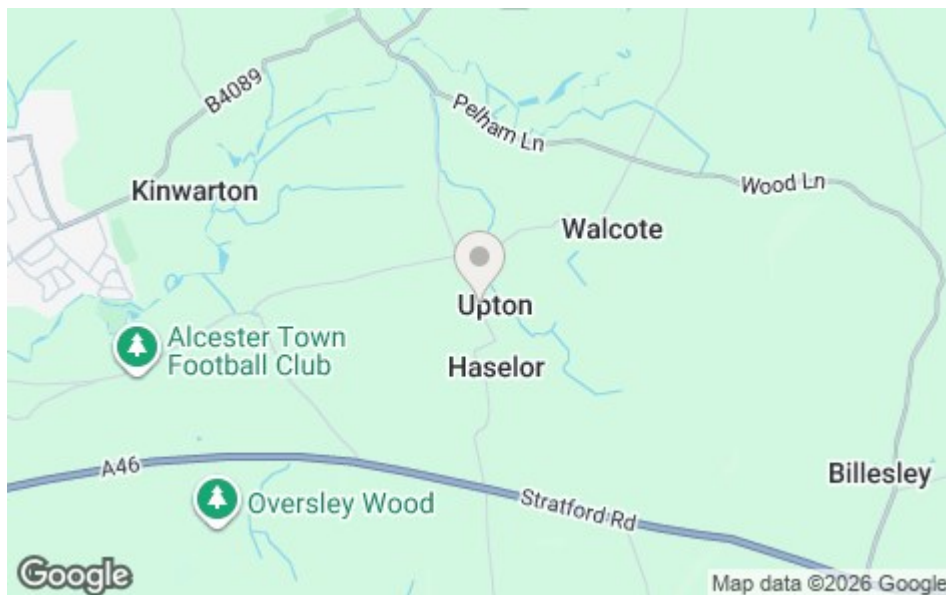 B4089
Pelham Ln
Kinwarton
Wood Ln
Walcote
Upton
Alcester Town
Football Club
Haselor
A46
Billesley
Oversley Wood
Stratford Rd
Google
Map data ©2026 Google